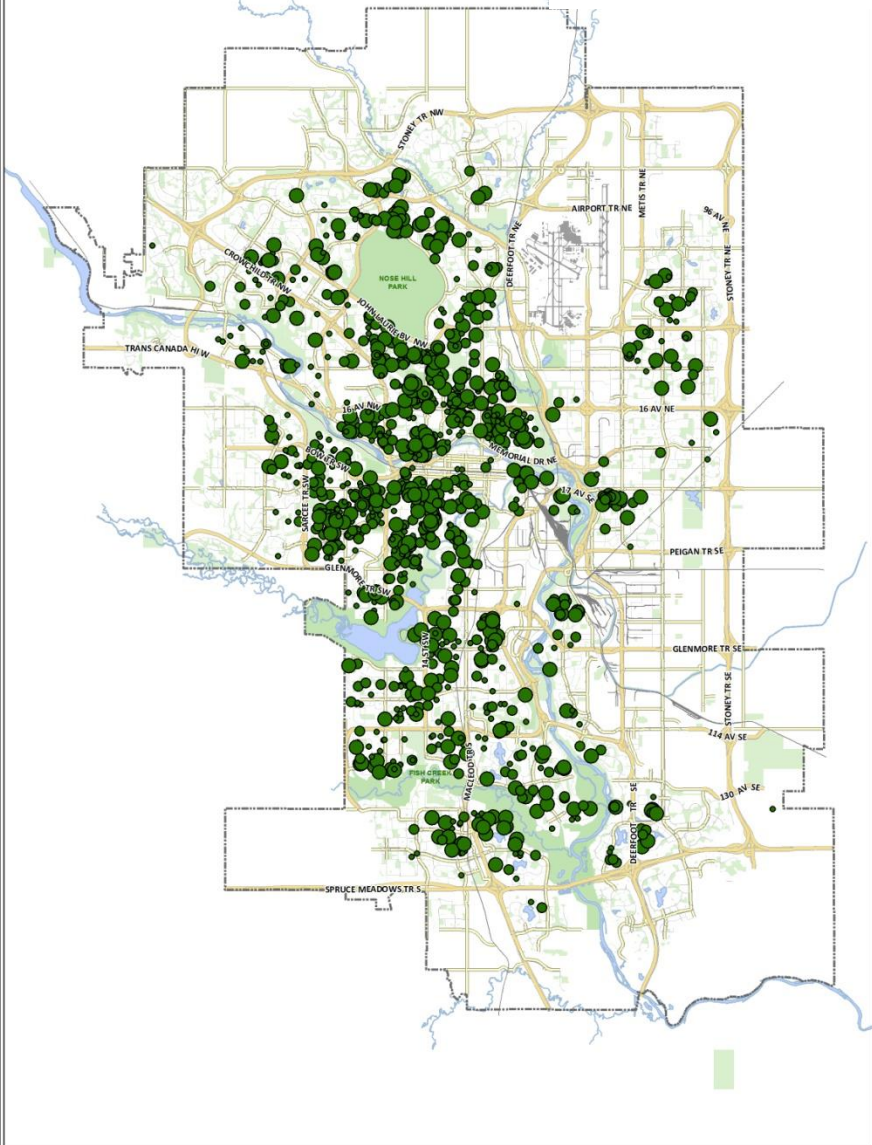 STONEY TR NW
AIRPORT TR NE
METIS TR NE
96 AV NE
DEERFOOT TR NE
STONEY TR NE
CROWCHILD TR NW
NOSE HILL
PARK
JOHN LAURIE BV NW
TRANS CANADA HI W
16 AV NW
16 AV NE
MEMORIAL DR NE
BOW TR SW
SARCEE TR SW
17 AV SE
PEIGAN TR SE
GLENMORE TR SW
14 ST SW
GLENMORE TR SE
STONEY TR SE
114 AV SE
MACLEOD TR S
FISH CREEK
PARK
130 AV SE
DEERFOOT TR SE
SPRUCE MEADOWS TR S